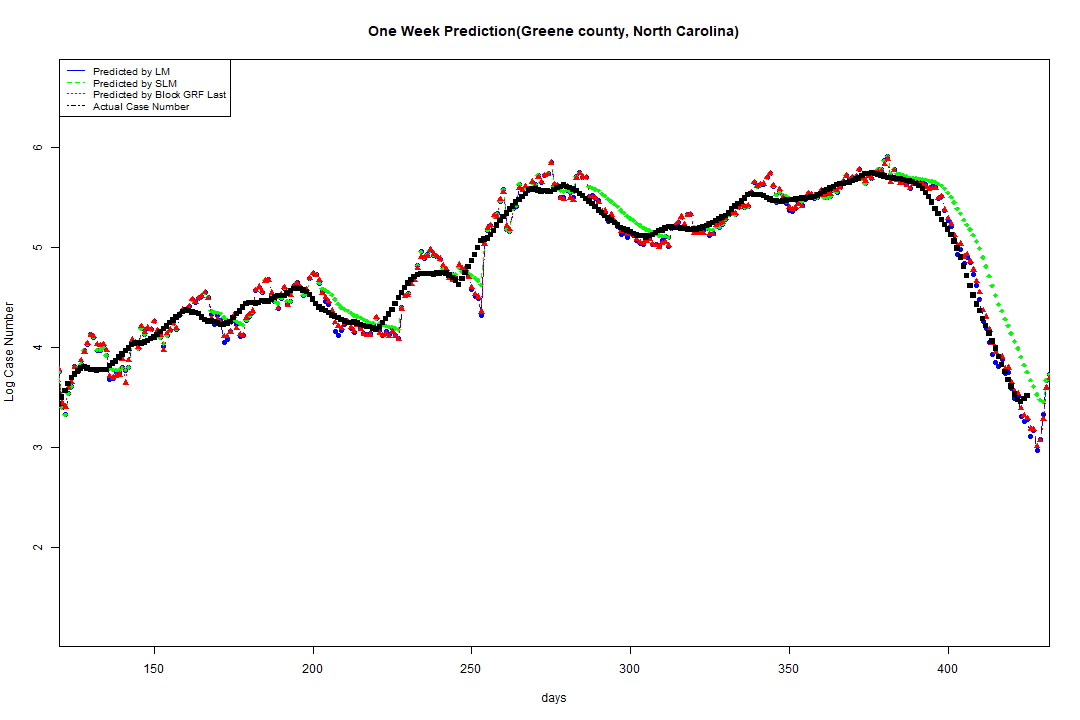 One Week Prediction(Greene county, North Carolina)
Predicted by LM
Predicted by SLM
Predicted by Block GRF Last
Actual Case Number
6
5
4
3
2
Log Case Number
150 200 250 300 350 400
days